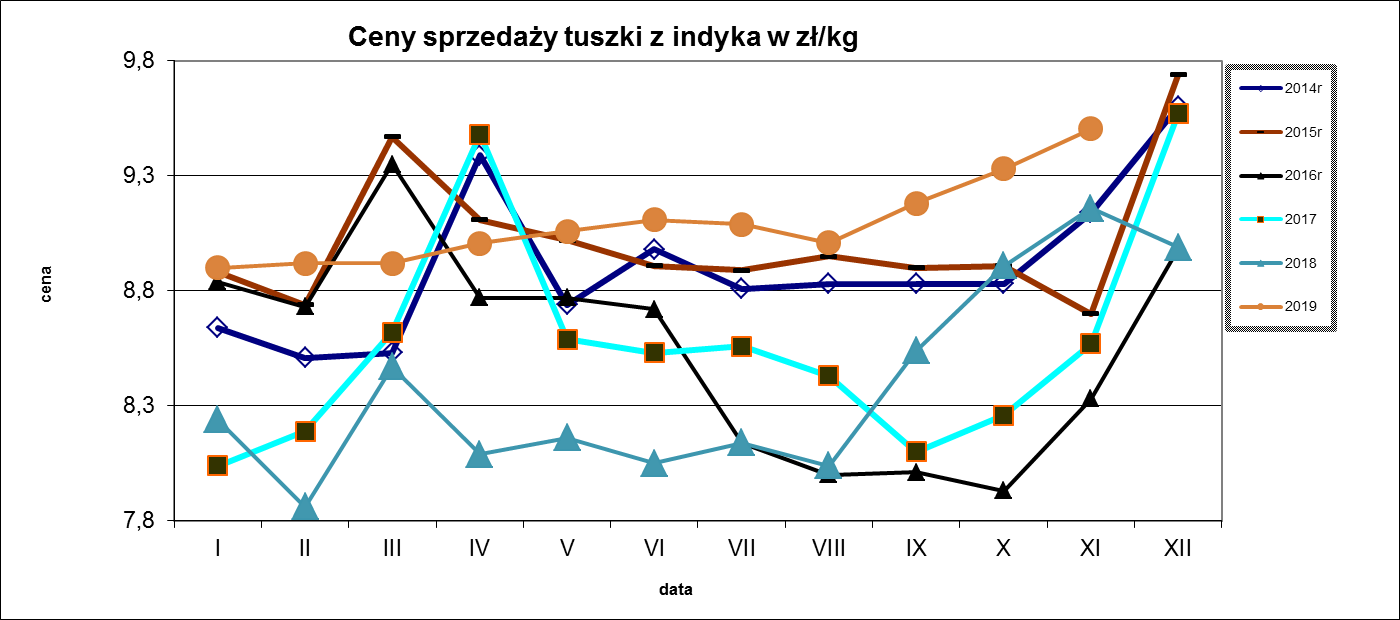 Ceny sprzedaży tuszki z indyka w zł/kg
9,8
9,3
8,8
8,3
7,8
cena
I II III IV V VI VII VIII IX X XI XII
data
2014r
2015r
2016r
2017
2018
2019